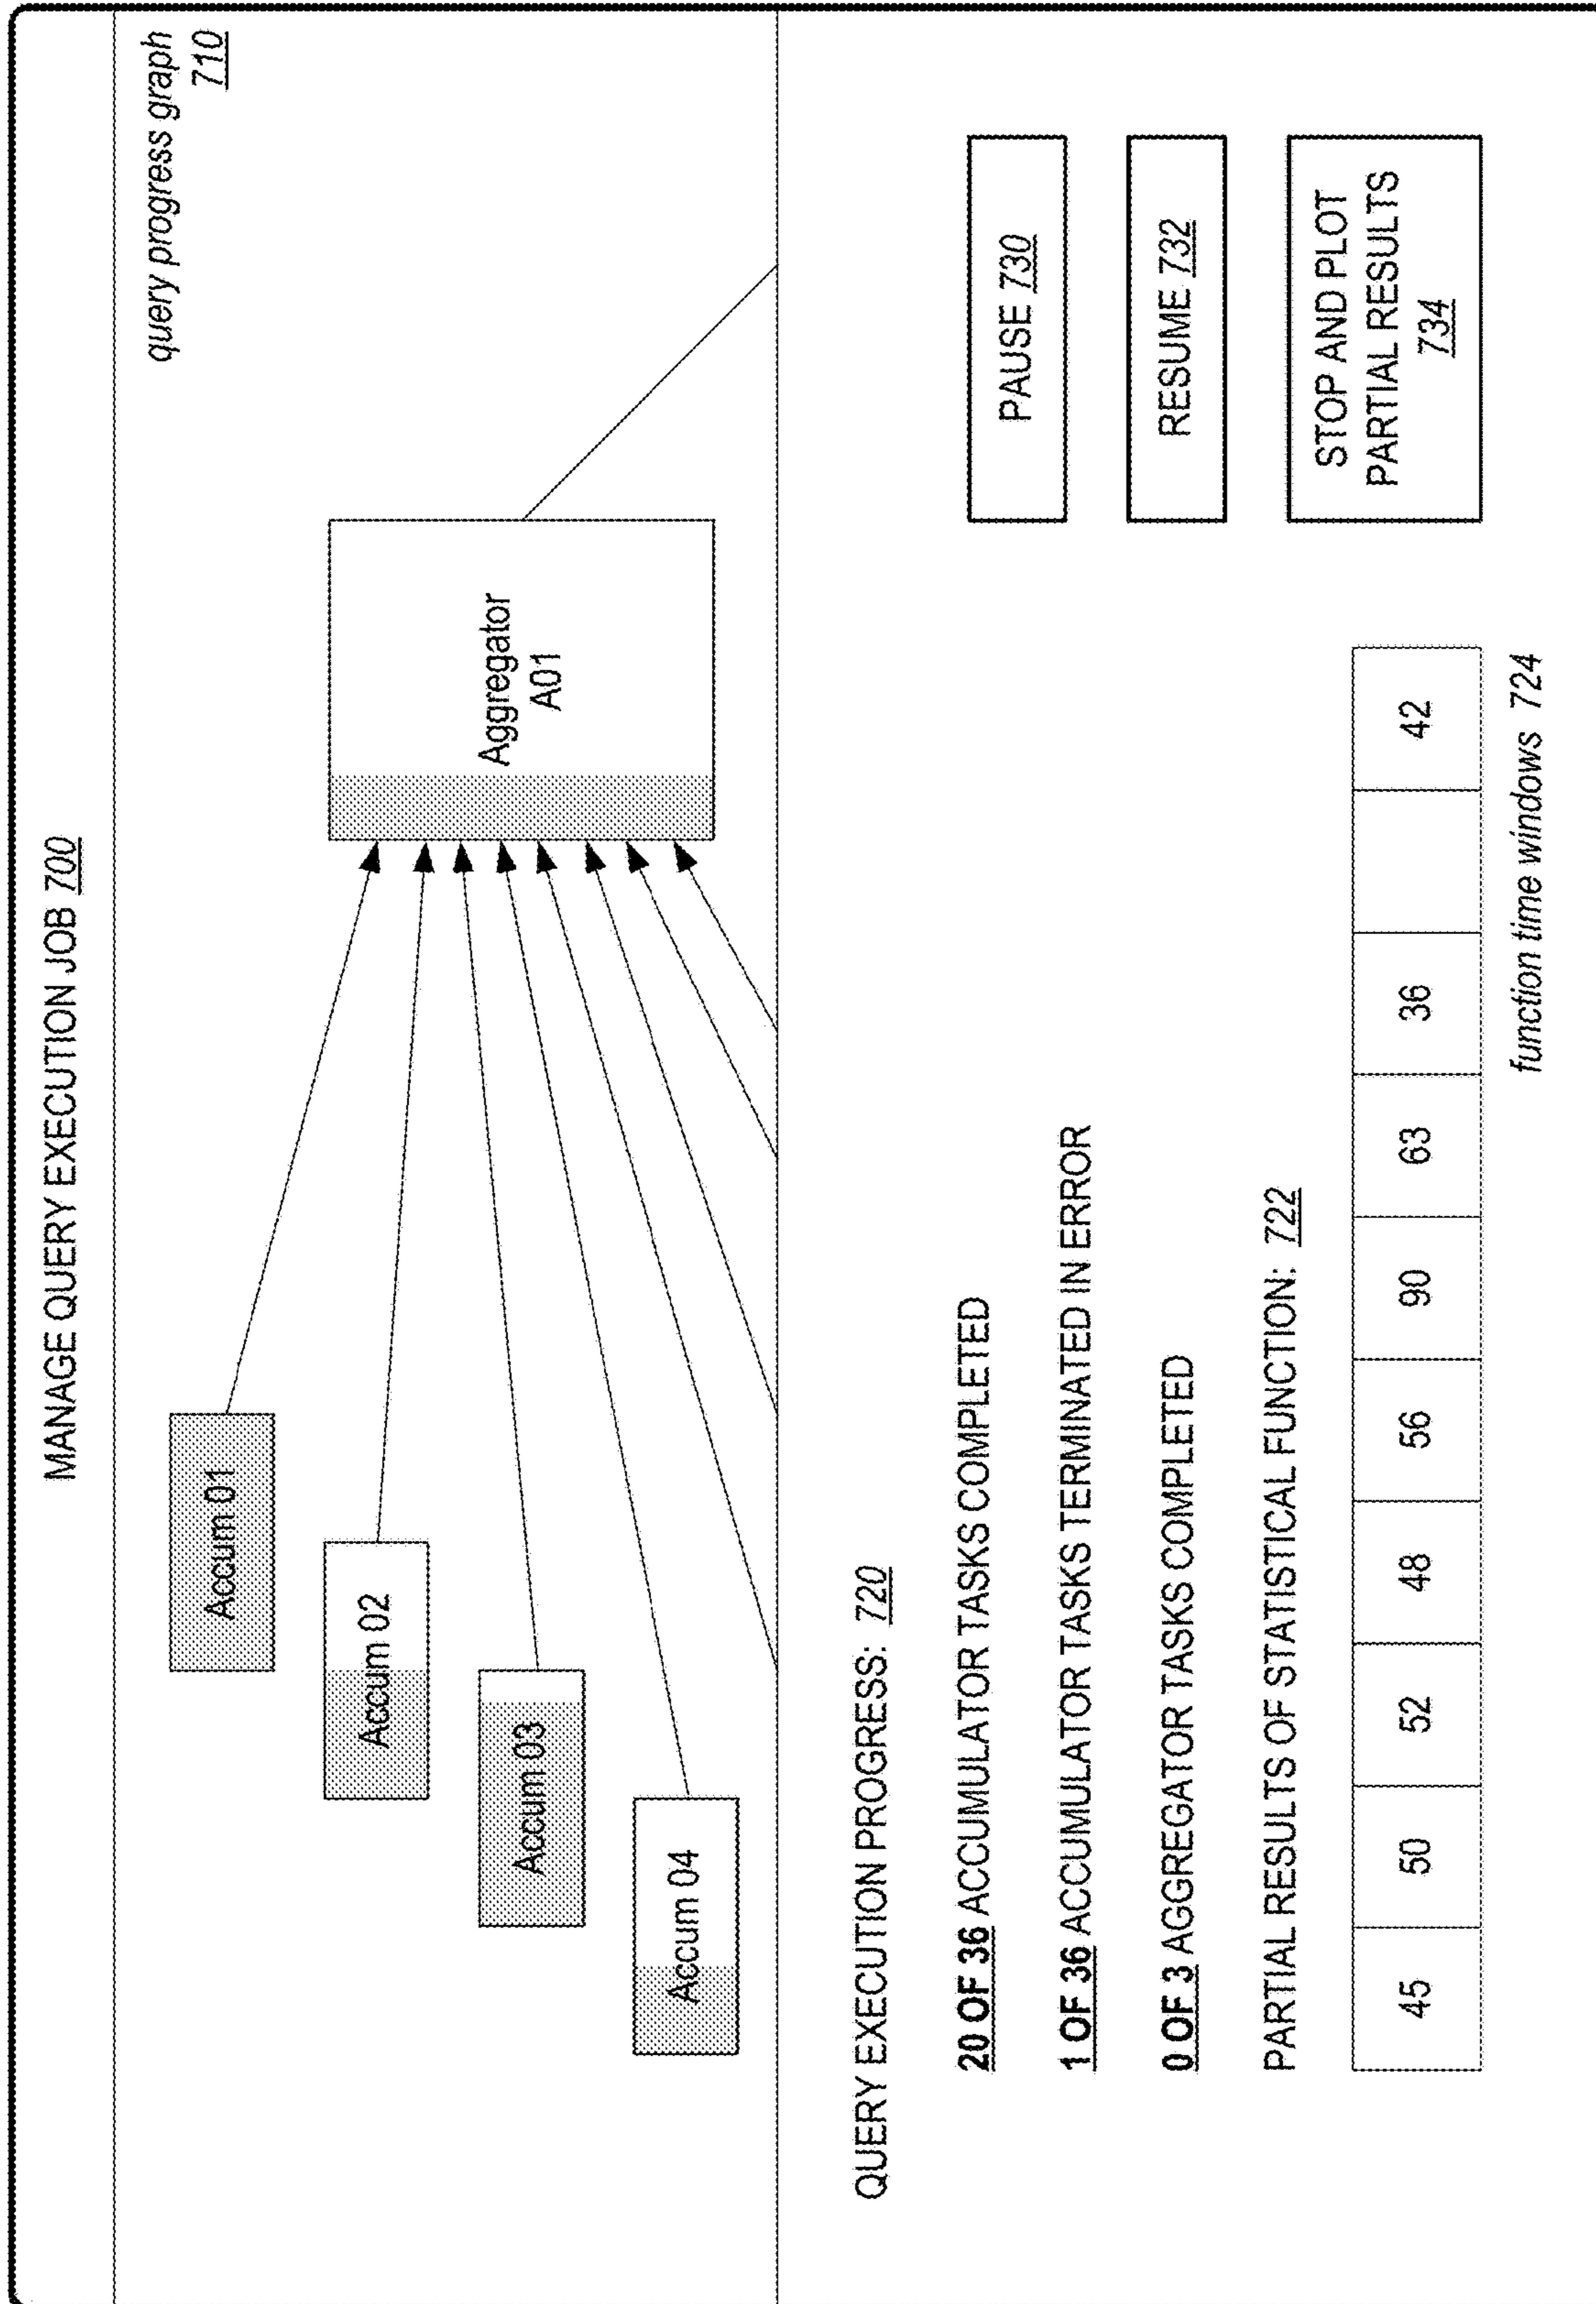 MANAGE QUERY EXECUTION JOB 700
query progress graph
710
Accum 01
Accum 02
Accum 03
Accum 04
Aggregator
A01
QUERY EXECUTION PROGRESS: 720
20 OF 36 ACCUMULATOR TASKS COMPLETED
1 OF 36 ACCUMULATOR TASKS TERMINATED IN ERROR
0 OF 3 AGGREGATOR TASKS COMPLETED
PARTIAL RESULTS OF STATISTICAL FUNCTION: 722
45 50 52 48 56 90 63 36 42
function time windows 724
PAUSE 730
RESUME 732
STOP AND PLOT
PARTIAL RESULTS
734